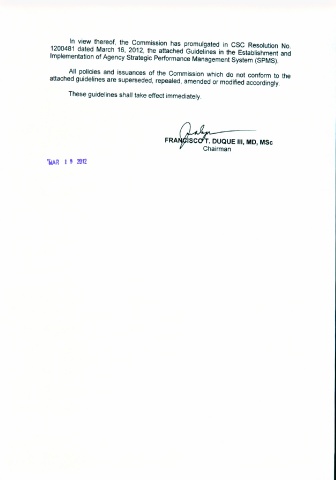 In view thereof, the Commission has promulgated in CSC Resolution No.
1200481 dated March 16, 2012, the attached Guidelines in the Establishment and
Implementation of Agency Strategic Performance Management System (SPMS).
All policies and issuances of the Commission which do not conform to the
attached guidelines are superseded, repealed, amended or modified accordingly.
These guidelines shall take effect immediately.
FRANCISCO T. DUQUE III, MD, MSc
Chairman
MAR 19 2012